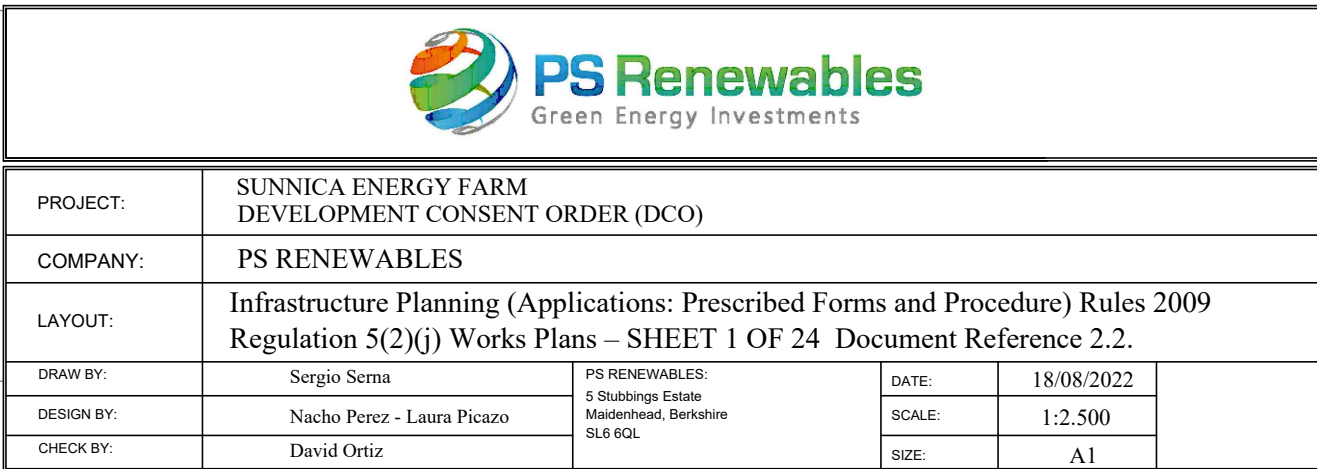 PS Renewables
Green Energy Investments
PROJECT:
SUNNICA ENERGY FARM
DEVELOPMENT CONSENT ORDER (DCO)
COMPANY:
PS RENEWABLES
LAYOUT:
Infrastructure Planning (Applications: Prescribed Forms and Procedure) Rules 2009
Regulation 5(2)(j) Works Plans – SHEET 1 OF 24 Document Reference 2.2.
DRAW BY:
Sergio Serna
DESIGN BY:
Nacho Perez - Laura Picazo
CHECK BY:
David Ortiz
PS RENEWABLES:
5 Stubbings Estate
Maidenhead, Berkshire
SL6 6QL
DATE:
18/08/2022
SCALE:
1:2.500
SIZE:
A1